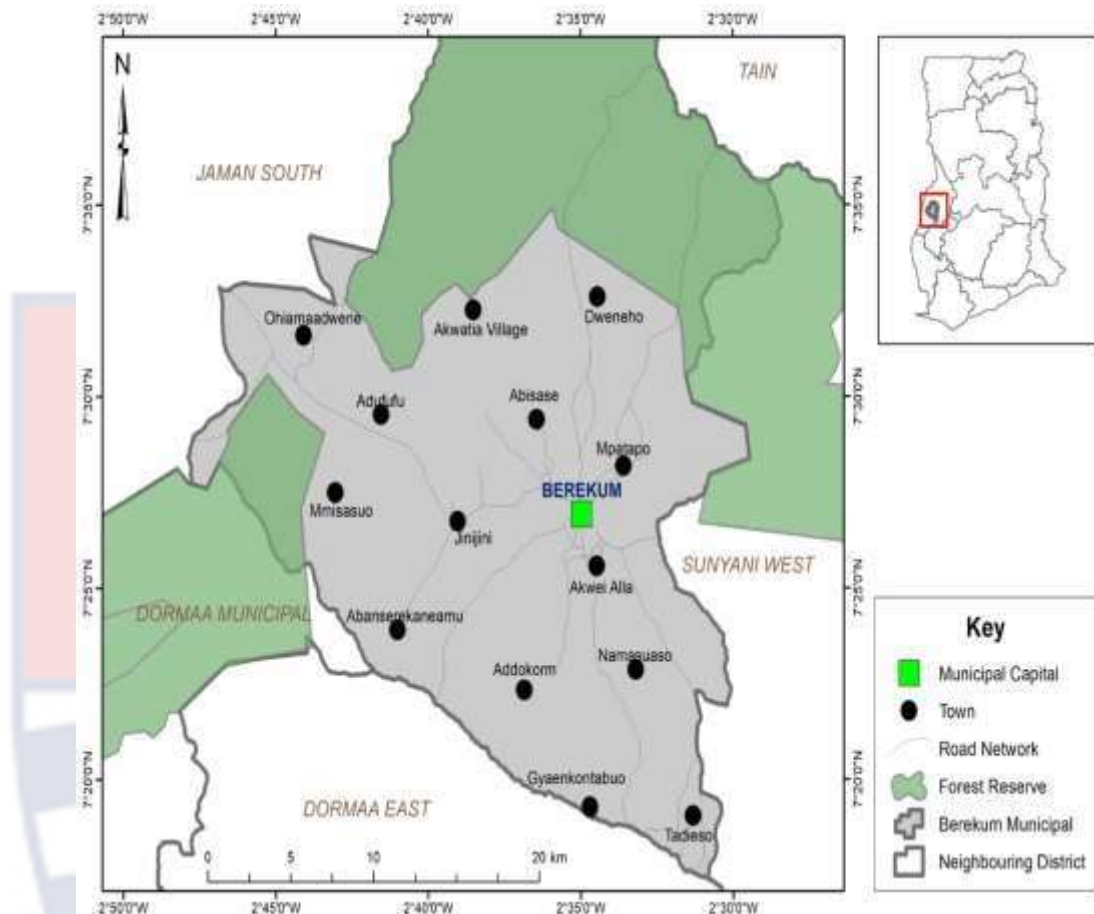 2°50'0"W 2°45'0"W 2°40'0"W 2°35'0"W 2°30'0"W
N
TAIN
JAMAN SOUTH
7°35'0"N
7°35'0"N
Ohiamaadwene
Akwatia Village
Dweneho
7°30'0"N
7°30'0"N
Adufufu
Abisase
Mpatapo
BEREKUM
Mmisasuo
Jinijini
SUNYANI WEST
Akwei Alla
7°25'0"N
7°25'0"N
DORMAA MUNICIPAL
Abanserekaneamu
Namasuaso
Addokorm
7°20'0"N
7°20'0"N
Gyaenkontabuo
DORMAA EAST
Tadieso
0 5 10 20 km
2°50'0"W 2°45'0"W 2°40'0"W 2°35'0"W 2°30'0"W
Key
Municipal Capital
Town
Road Network
Forest Reserve
Berekum Municipal
Neighbouring District